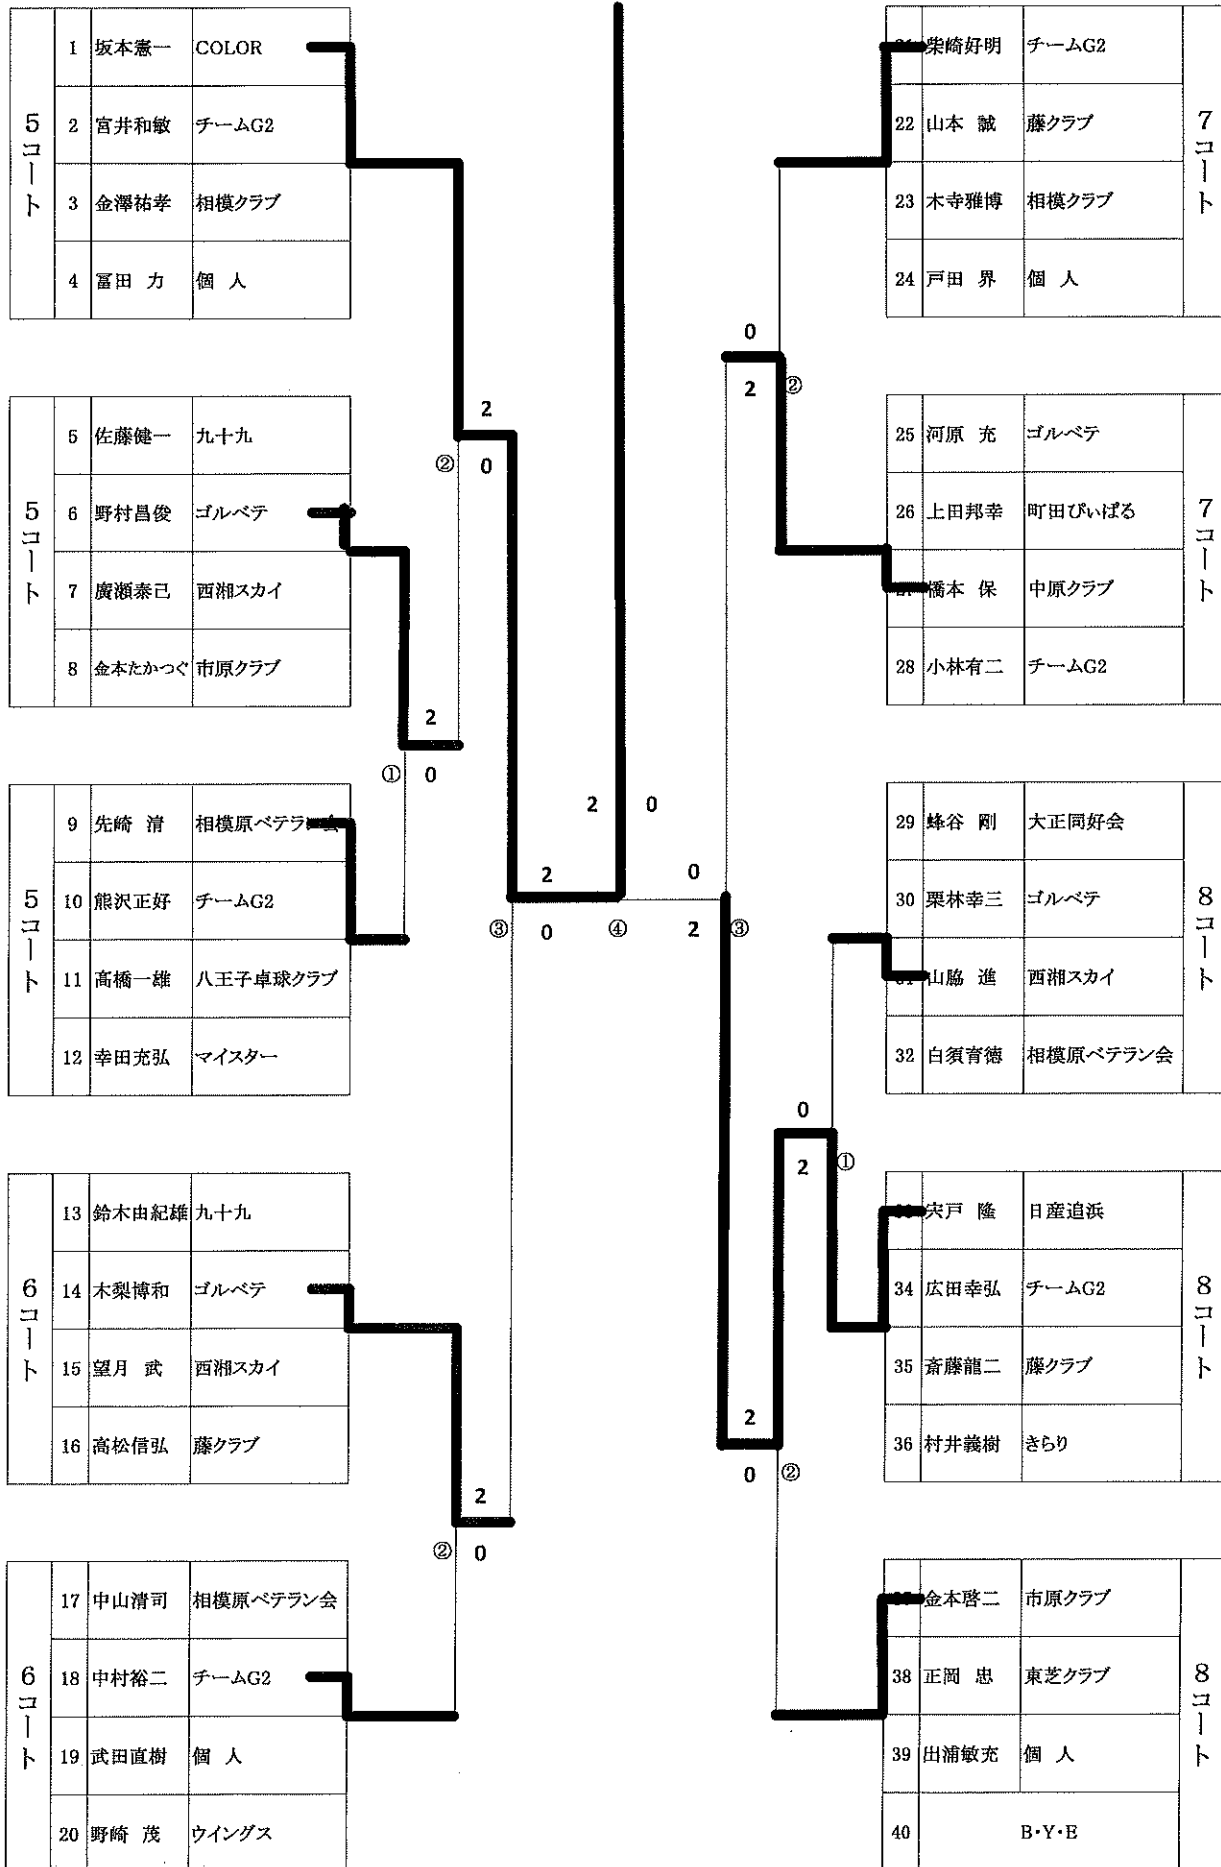 5コート
1 坂本憲一 COLOR
2 宮井和敏 チームG2
3 金澤祐孝 相模クラブ
4 冨田 力 個 人
5コート
5 佐藤健一 九十九
6 野村昌俊 ゴルベテ
7 廣瀬泰己 西湘スカイ
8 金本たかつぐ 市原クラブ
5コート
9 先崎 清 相模原ベテラン会
10 熊沢正好 チームG2
11 高橋一雄 八王子卓球クラブ
12 幸田充弘 マイスター
6コート
13 鈴木由紀雄 九十九
14 木梨博和 ゴルベテ
15 望月 武 西湘スカイ
16 高松信弘 藤クラブ
6コート
17 中山清司 相模原ベテラン会
18 中村裕二 チームG2
19 武田直樹 個 人
20 野崎 茂 ウイングス
2
② 0
2
① 0
2 0
2
③ 0 ④
2
② 0
0
2 ②
0
2 ③
0
2 ①
2
0 ②
7コート
柴崎好明 チームG2
22 山本 誠 藤クラブ
23 木寺雅博 相模クラブ
24 戸田 界 個 人
7コート
25 河原 充 ゴルベテ
26 上田邦幸 町田ぴいぱる
橋本 保 中原クラブ
28 小林有二 チームG2
8コート
29 蜂谷 剛 大正同好会
30 栗林幸三 ゴルベテ
山脇 進 西湘スカイ
32 白須育徳 相模原ベテラン会
8コート
宍戸 隆 日産追浜
34 広田幸弘 チームG2
35 斎藤龍二 藤クラブ
36 村井義樹 きらり
8コート
金本啓二 市原クラブ
38 正岡 忠 東芝クラブ
39 出浦敏充 個 人
40 B・Y・E